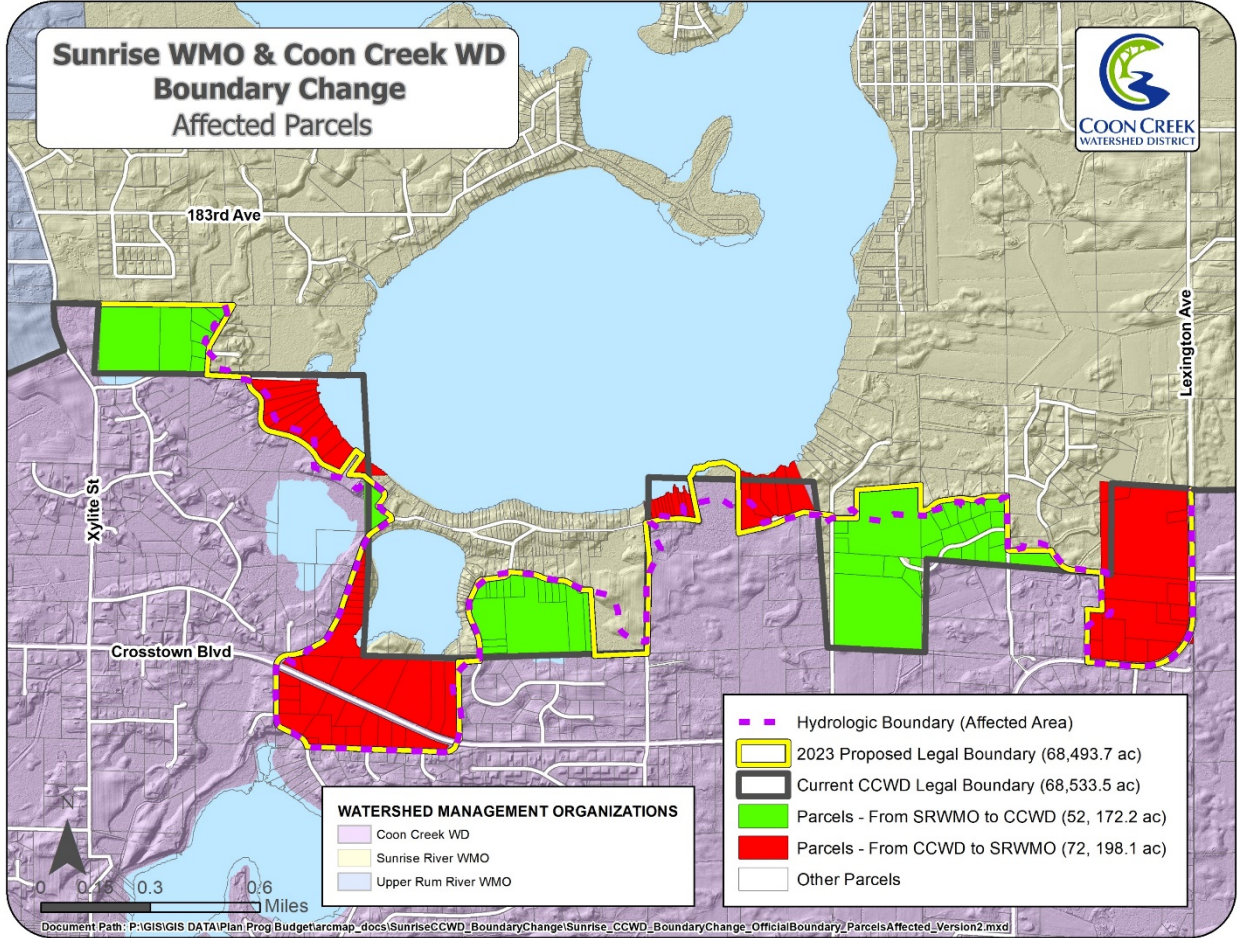 Sunrise WMO & Coon Creek WD
Boundary Change
Affected Parcels
COON CREEK
WATERSHED DISTRICT
183rd Ave
Lexington Ave
Xylite St
Crosstown Blvd
Hydrologic Boundary (Affected Area)
2023 Proposed Legal Boundary (68,493.7 ac)
Current CCWD Legal Boundary (68,533.5 ac)
Parcels - From SRWMO to CCWD (52, 172.2 ac)
Parcels - From CCWD to SRWMO (72, 198.1 ac)
Other Parcels
WATERSHED MANAGEMENT ORGANIZATIONS
Coon Creek WD
Sunrise River WMO
Upper Rum River WMO
N
0 0.15 0.3 0.6
Miles
Document Path: P:\GIS\GIS DATA\Plan Prog Budget\arcmap_docs\SunriseCCWD_BoundaryChange\Sunrise_CCWD_BoundaryChange_OfficialBoundary_ParcelsAffected_Version2.mxd